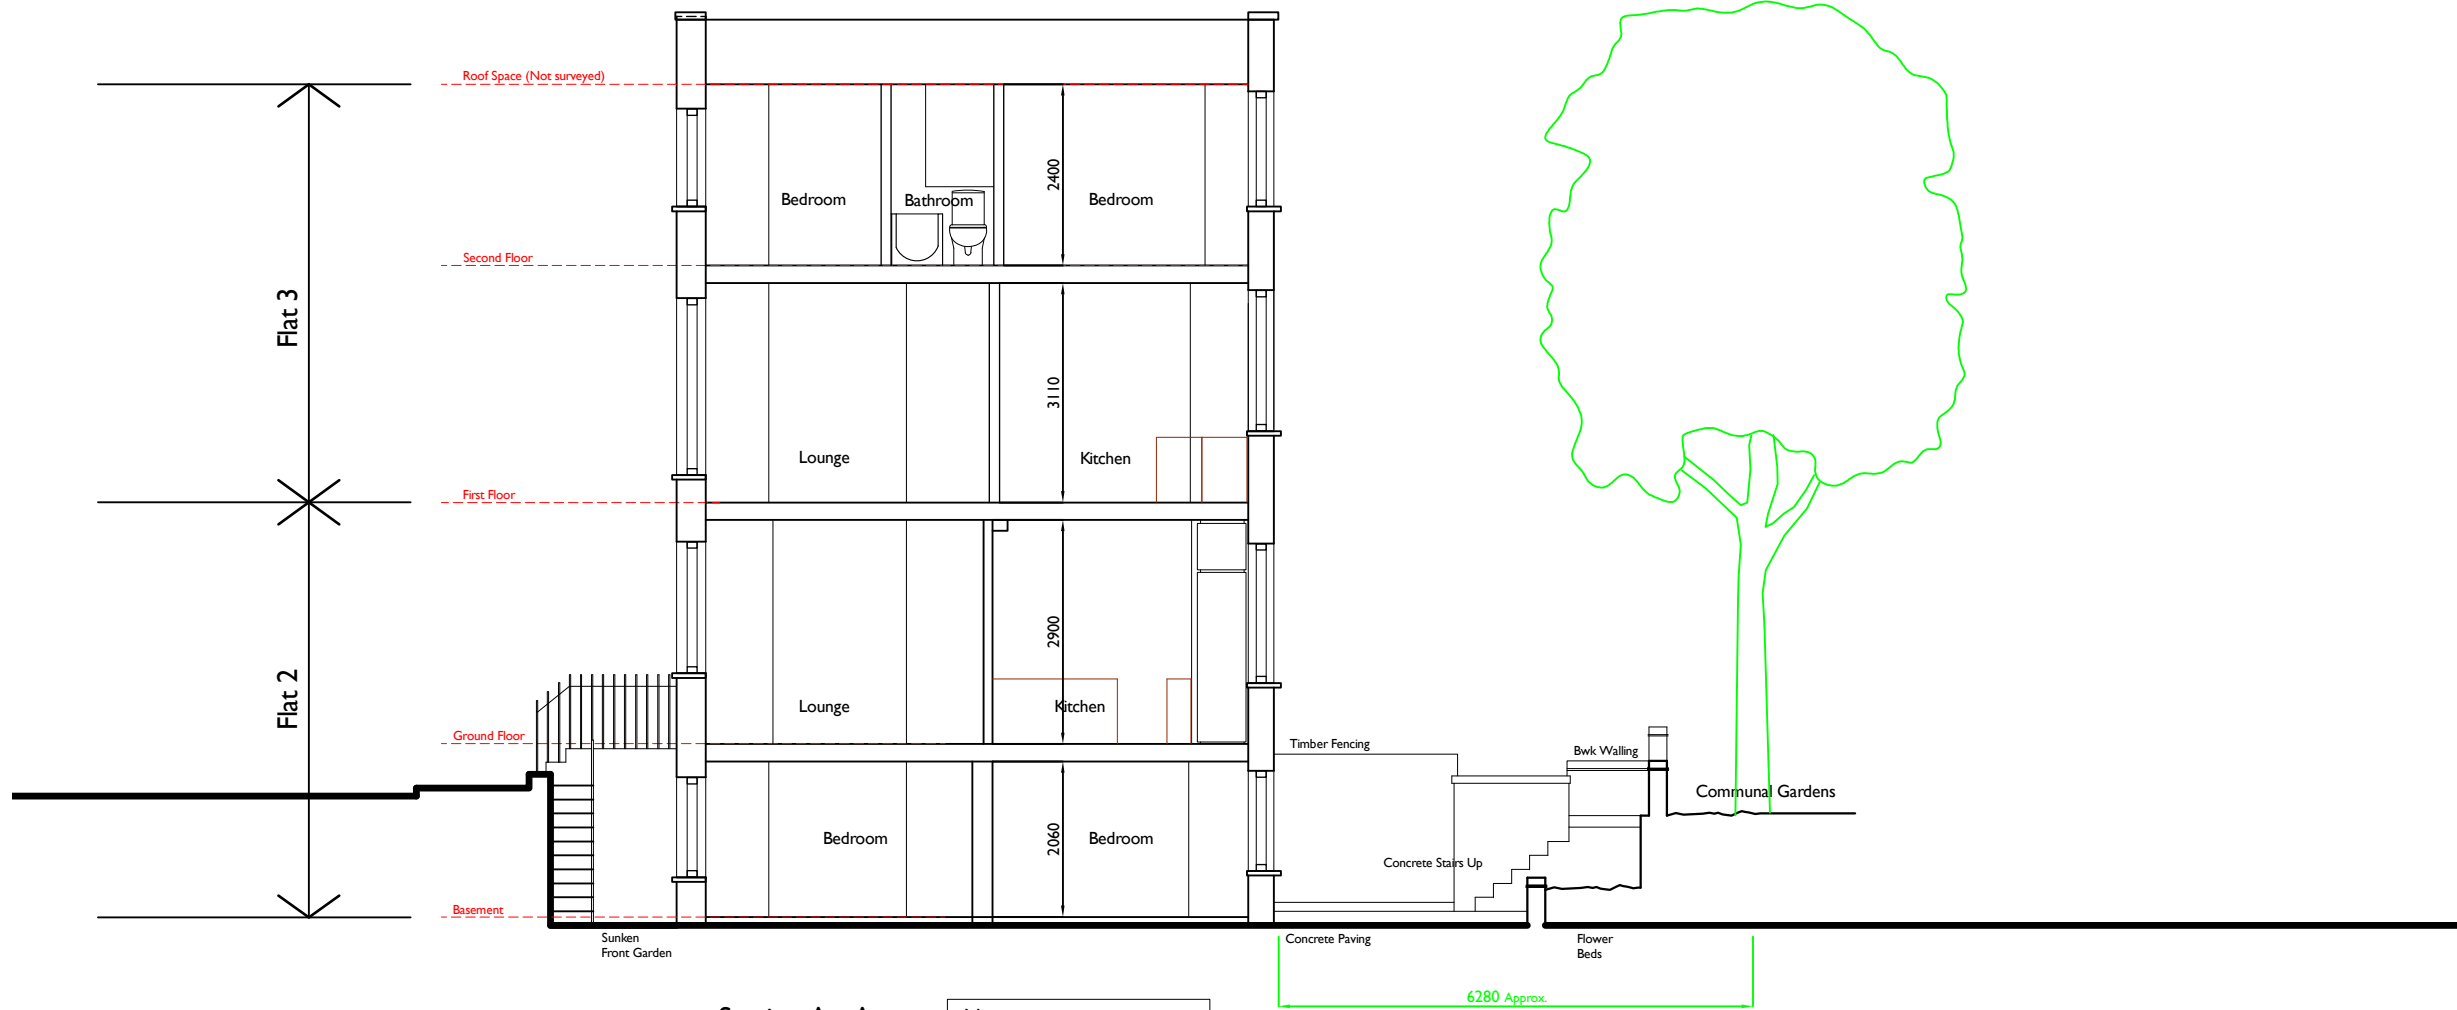 Roof Space (Not surveyed)
2400
Bedroom
Bathroom
Bedroom
Second Floor
Flat 3
3110
Lounge
Kitchen
First Floor
2900
Flat 2
Lounge
Kitchen
Ground Floor
Timber Fencing
Bwk Walling
Communal Gardens
2060
Bedroom
Bedroom
Concrete Stairs Up
Basement
Sunken
Front Garden
Concrete Paving
Flower
Beds
6280 Approx.